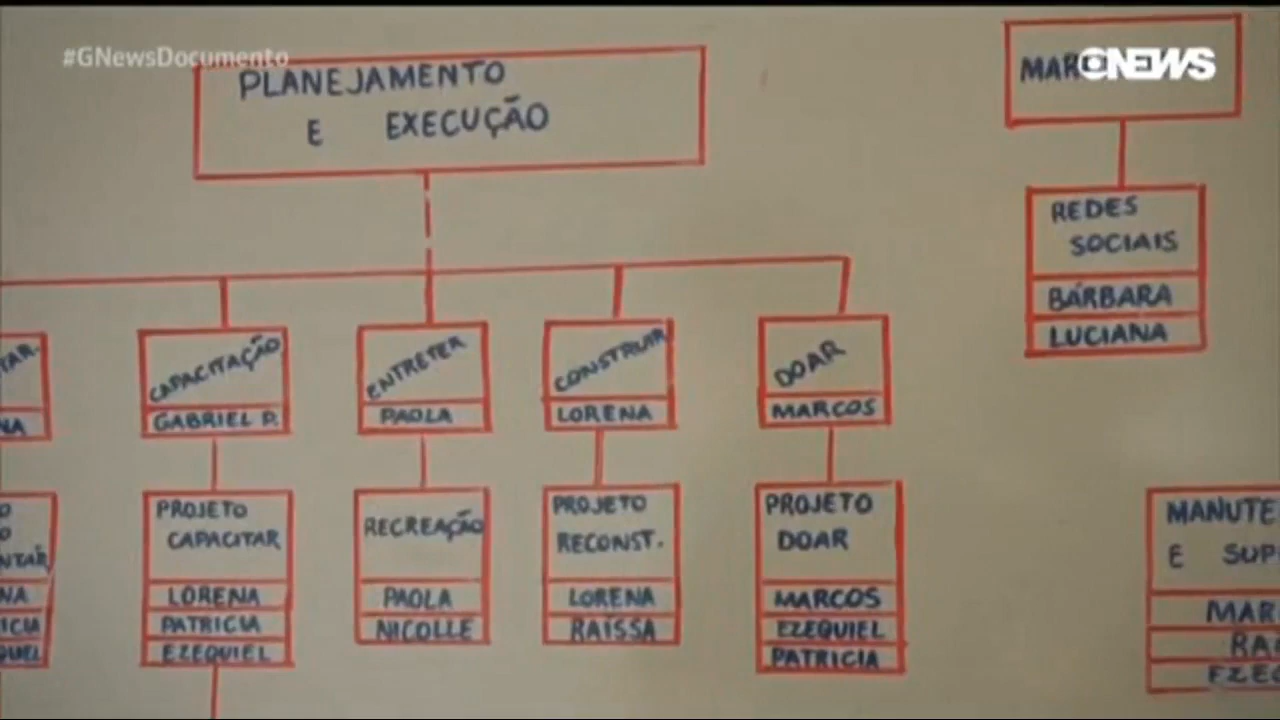 #GNewsDocumento
GNEWS
PLANEJAMENTO
E EXECUÇÃO
REDES
SOCIAIS
BÁRBARA
LUCIANA
CAPACITAÇÃO
GABRIEL P.
ENTRETER
PAOLA
CONSTRUIR
LORENA
DOAR
MARCOS
PROJETO
CAPACITAR
LORENA
PATRICIA
EZEQUIEL
RECREAÇÃO
PAOLA
NICOLLE
PROJETO
RECONST.
LORENA
RAÍSSA
PROJETO
DOAR
MARCOS
EZEQUIEL
PATRICIA
E